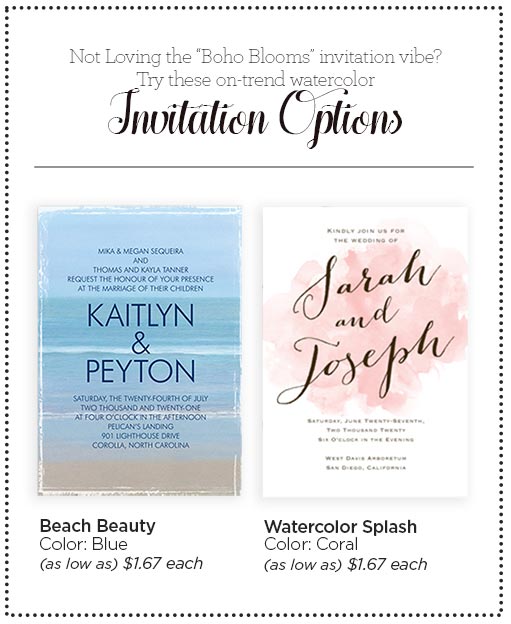 Not Loving the "Boho Blooms" invitation vibe?
Try these on-trend watercolor
Invitation Options
MIKA & MEGAN SEQUEIRA
AND
THOMAS AND KAYLA TANNER
REQUEST THE HONOUR OF YOUR PRESENCE
AT THE MARRIAGE OF THEIR CHILDREN
KAITLYN
&
PEYTON
SATURDAY, THE TWENTY-FOURTH OF JULY
TWO THOUSAND AND TWENTY-ONE
AT FOUR O'CLOCK IN THE AFTERNOON
PELICAN'S LANDING
901 LIGHTHOUSE DRIVE
COROLLA, NORTH CAROLINA
Beach Beauty
Color: Blue
(as low as) $1.67 each
KINDLY JOIN US FOR
THE WEDDING OF
Sarah
and
Joseph
SATURDAY, JUNE TWENTY-SEVENTH,
TWO THOUSAND TWENTY
SIX O'CLOCK IN THE EVENING
WEST DAVIS ARBORETUM
SAN DIEGO, CALIFORNIA
Watercolor Splash
Color: Coral
(as low as) $1.67 each